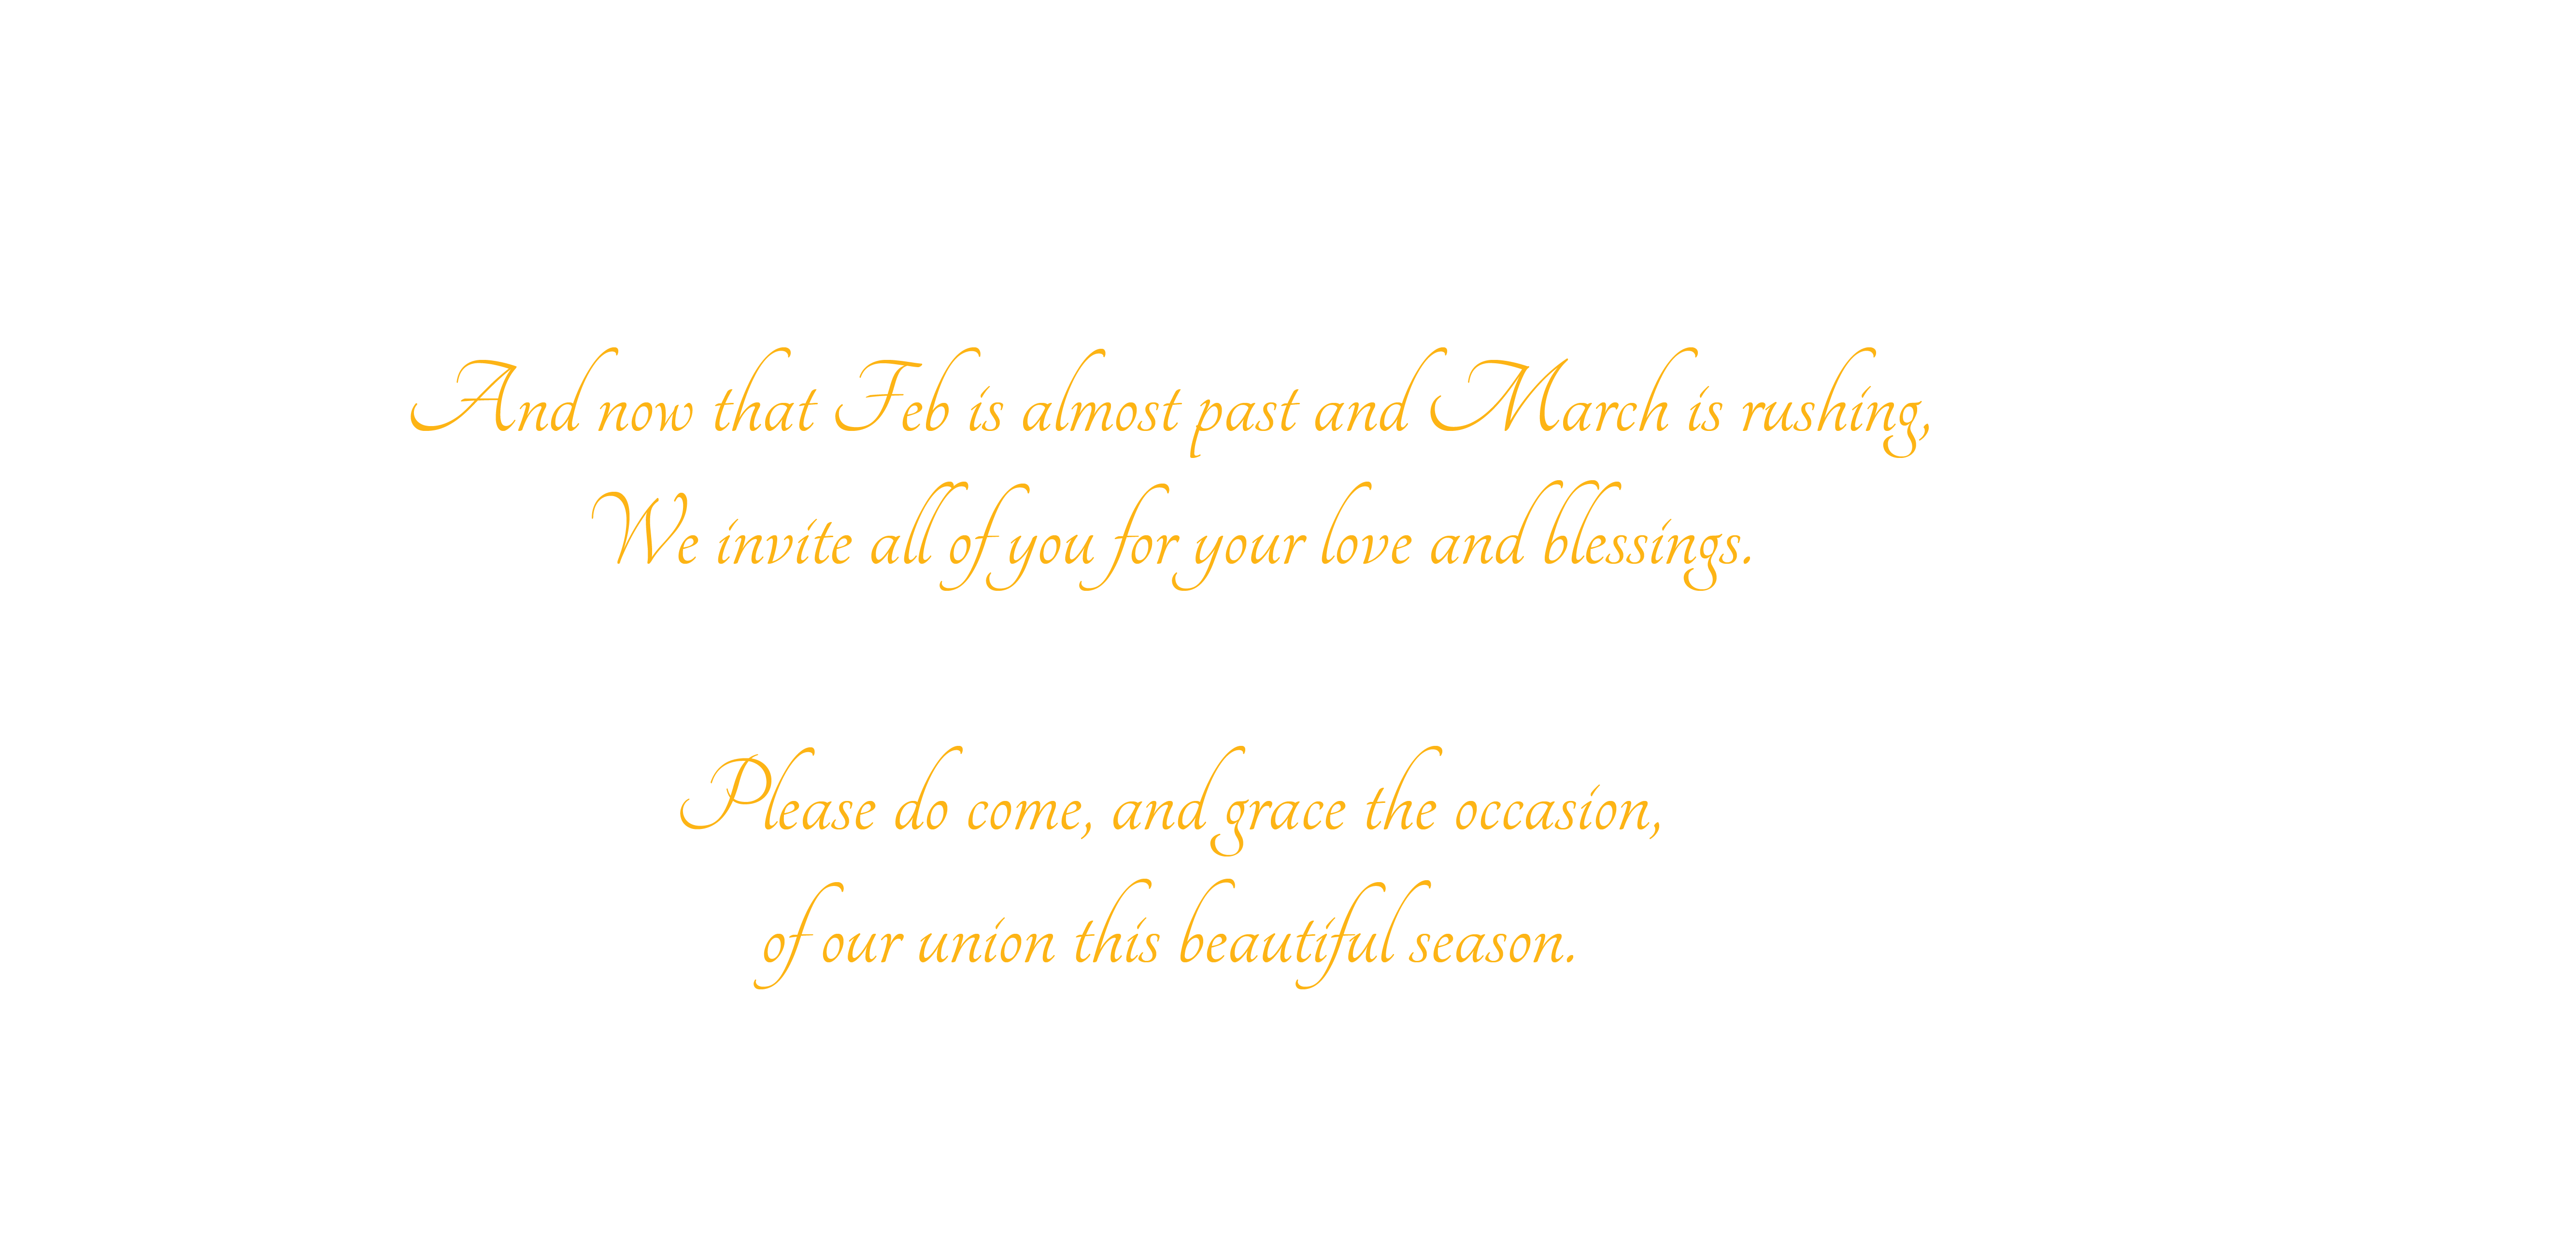 And now that Feb is almost past and March is rushing,
We invite all of you for your love and blessings.
Please do come, and grace the occasion,
of our union this beautiful season.